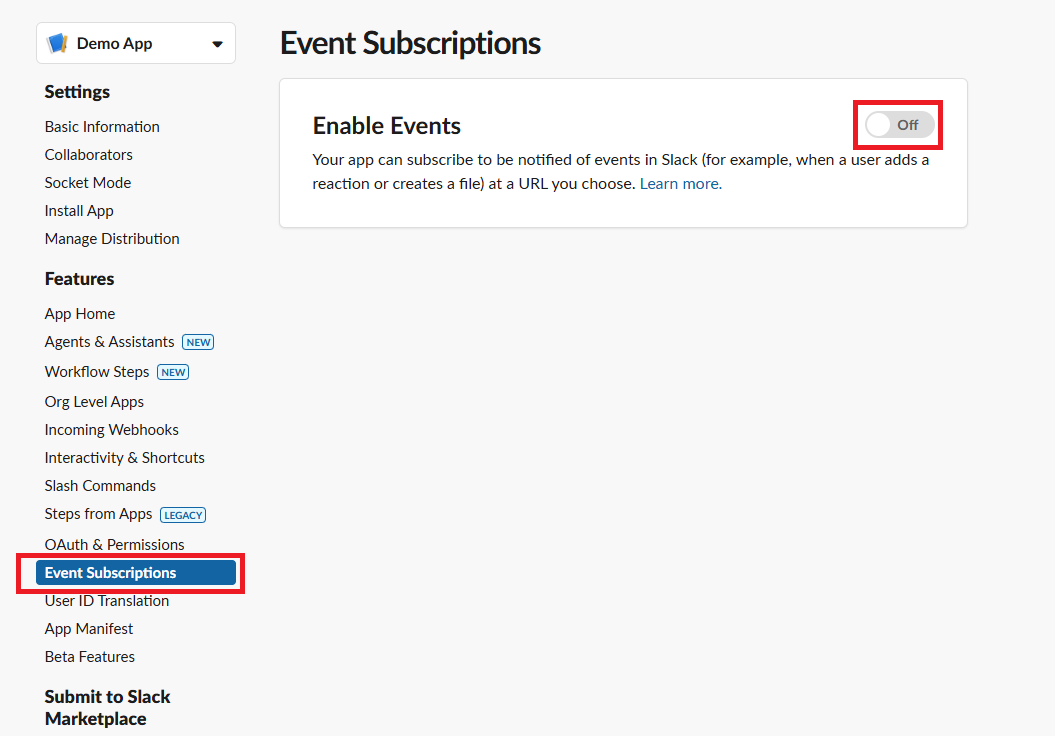 Demo App
Settings
Basic Information
Collaborators
Socket Mode
Install App
Manage Distribution
Features
App Home
Agents & Assistants NEW
Workflow Steps NEW
Org Level Apps
Incoming Webhooks
Interactivity & Shortcuts
Slash Commands
Steps from Apps LEGACY
OAuth & Permissions
Event Subscriptions
User ID Translation
App Manifest
Beta Features
Submit to Slack
Marketplace
Event Subscriptions
Enable Events
Off
Your app can subscribe to be notified of events in Slack (for example, when a user adds a
reaction or creates a file) at a URL you choose. Learn more.